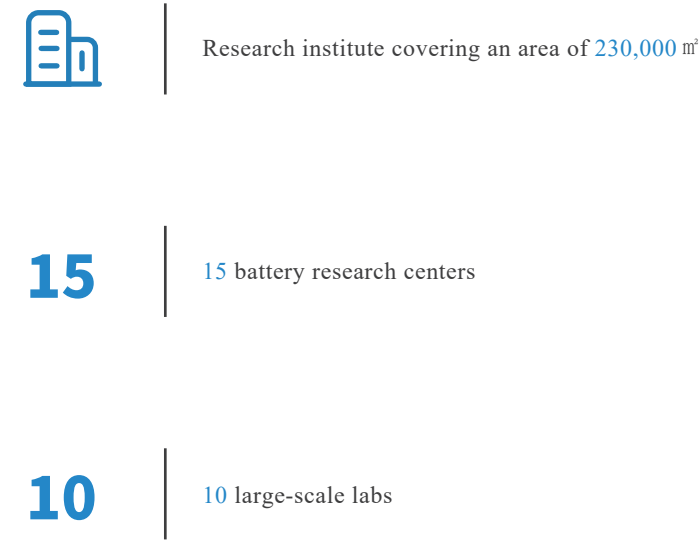 Research institute covering an area of 230,000 ㎡
15
15 battery research centers
10
10 large-scale labs